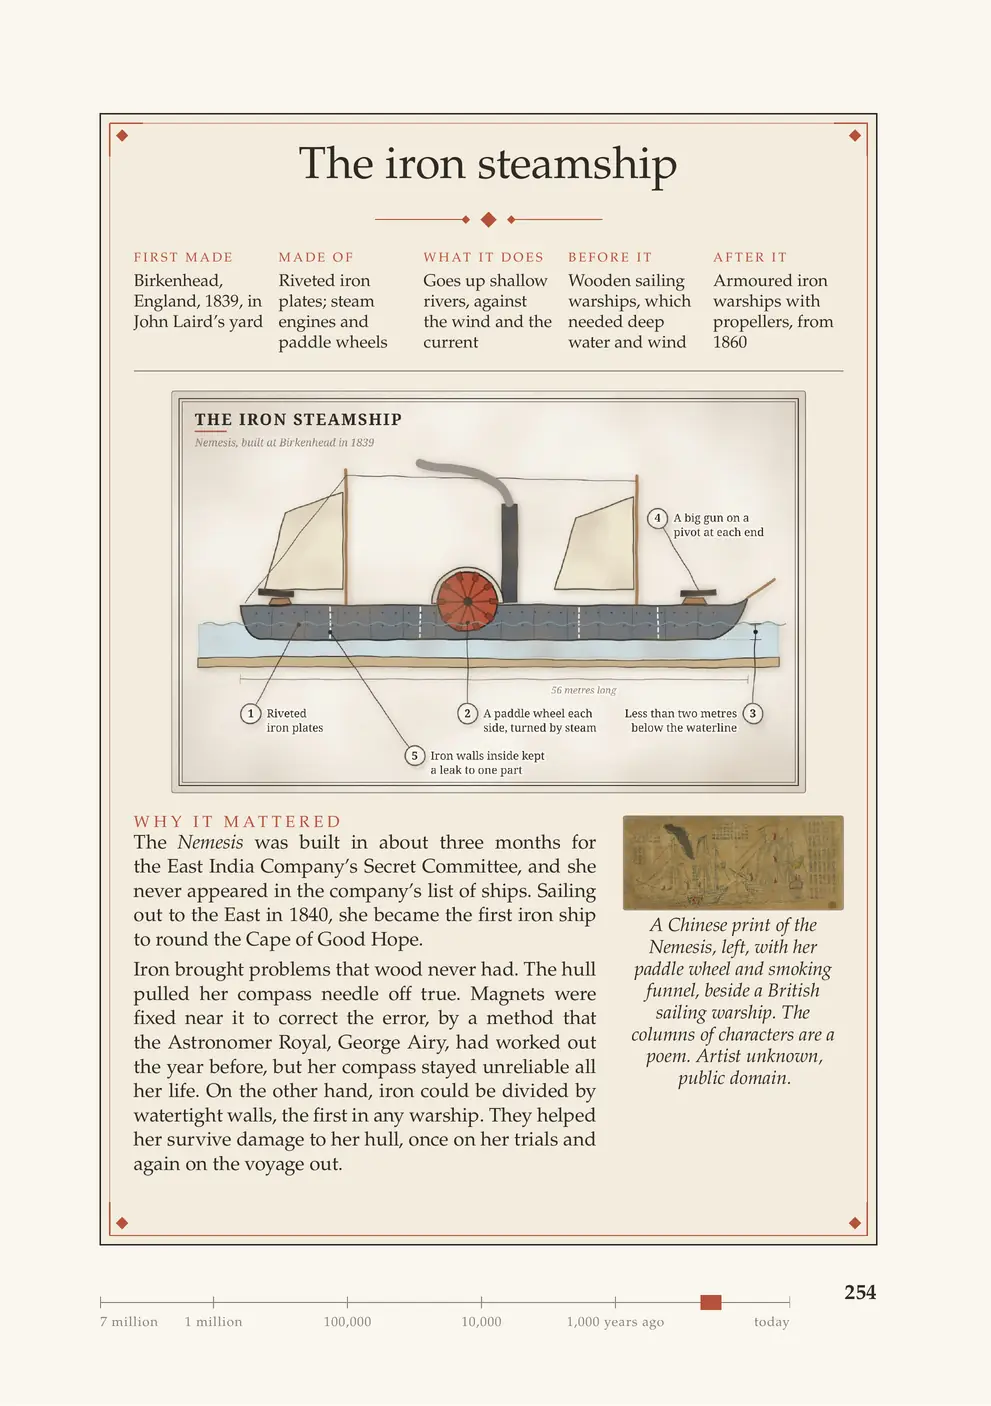 The iron steamship
FIRST MADE
Birkenhead,
England, 1839, in
John Laird's yard
MADE OF
Riveted iron
plates; steam
engines and
paddle wheels
WHAT IT DOES
Goes up shallow
rivers, against
the wind and the
current
BEFORE IT
Wooden sailing
warships, which
needed deep
water and wind
AFTER IT
Armoured iron
warships with
propellers, from
1860
THE IRON STEAMSHIP
Nemesis, built at Birkenhead in 1839
4 A big gun on a
pivot at each end
56 metres long
1 Riveted
iron plates
2 A paddle wheel each
side, turned by steam
Less than two metres 3
below the waterline
5 Iron walls inside kept
a leak to one part
WHY IT MATTERED
The Nemesis was built in about three months for
the East India Company's Secret Committee, and she
never appeared in the company's list of ships. Sailing
out to the East in 1840, she became the first iron ship
to round the Cape of Good Hope.
Iron brought problems that wood never had. The hull
pulled her compass needle off true. Magnets were
fixed near it to correct the error, by a method that
the Astronomer Royal, George Airy, had worked out
the year before, but her compass stayed unreliable all
her life. On the other hand, iron could be divided by
watertight walls, the first in any warship. They helped
her survive damage to her hull, once on her trials and
again on the voyage out.
A Chinese print of the
Nemesis, left, with her
paddle wheel and smoking
funnel, beside a British
sailing warship. The
columns of characters are a
poem. Artist unknown,
public domain.
254
7 million 1 million 100,000 10,000 1,000 years ago today